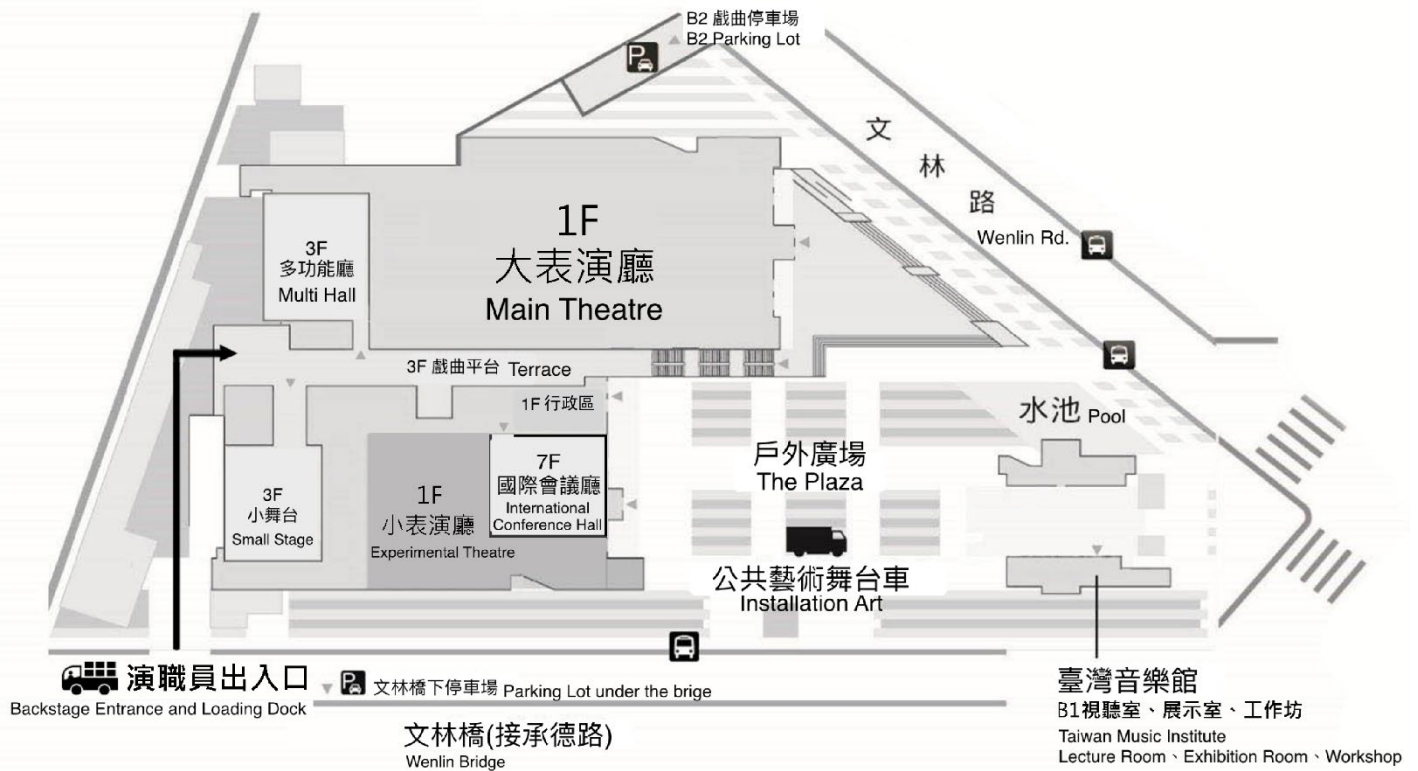 B2 戲曲停車場
B2 Parking Lot
P
文
林
路
Wenlin Rd.
1F
大表演廳
Main Theatre
3F
多功能廳
Multi Hall
3F 戲曲平台 Terrace
1F 行政區
水池 Pool
戶外廣場
The Plaza
7F
國際會議廳
International
Conference Hall
1F
小表演廳
Experimental Theatre
3F
小舞台
Small Stage
公共藝術舞台車
Installation Art
演職員出入口
Backstage Entrance and Loading Dock
P 文林橋下停車場 Parking Lot under the brige
文林橋(接承德路)
Wenlin Bridge
臺灣音樂館
B1視聽室、展示室、工作坊
Taiwan Music Institute
Lecture Room、Exhibition Room、Workshop